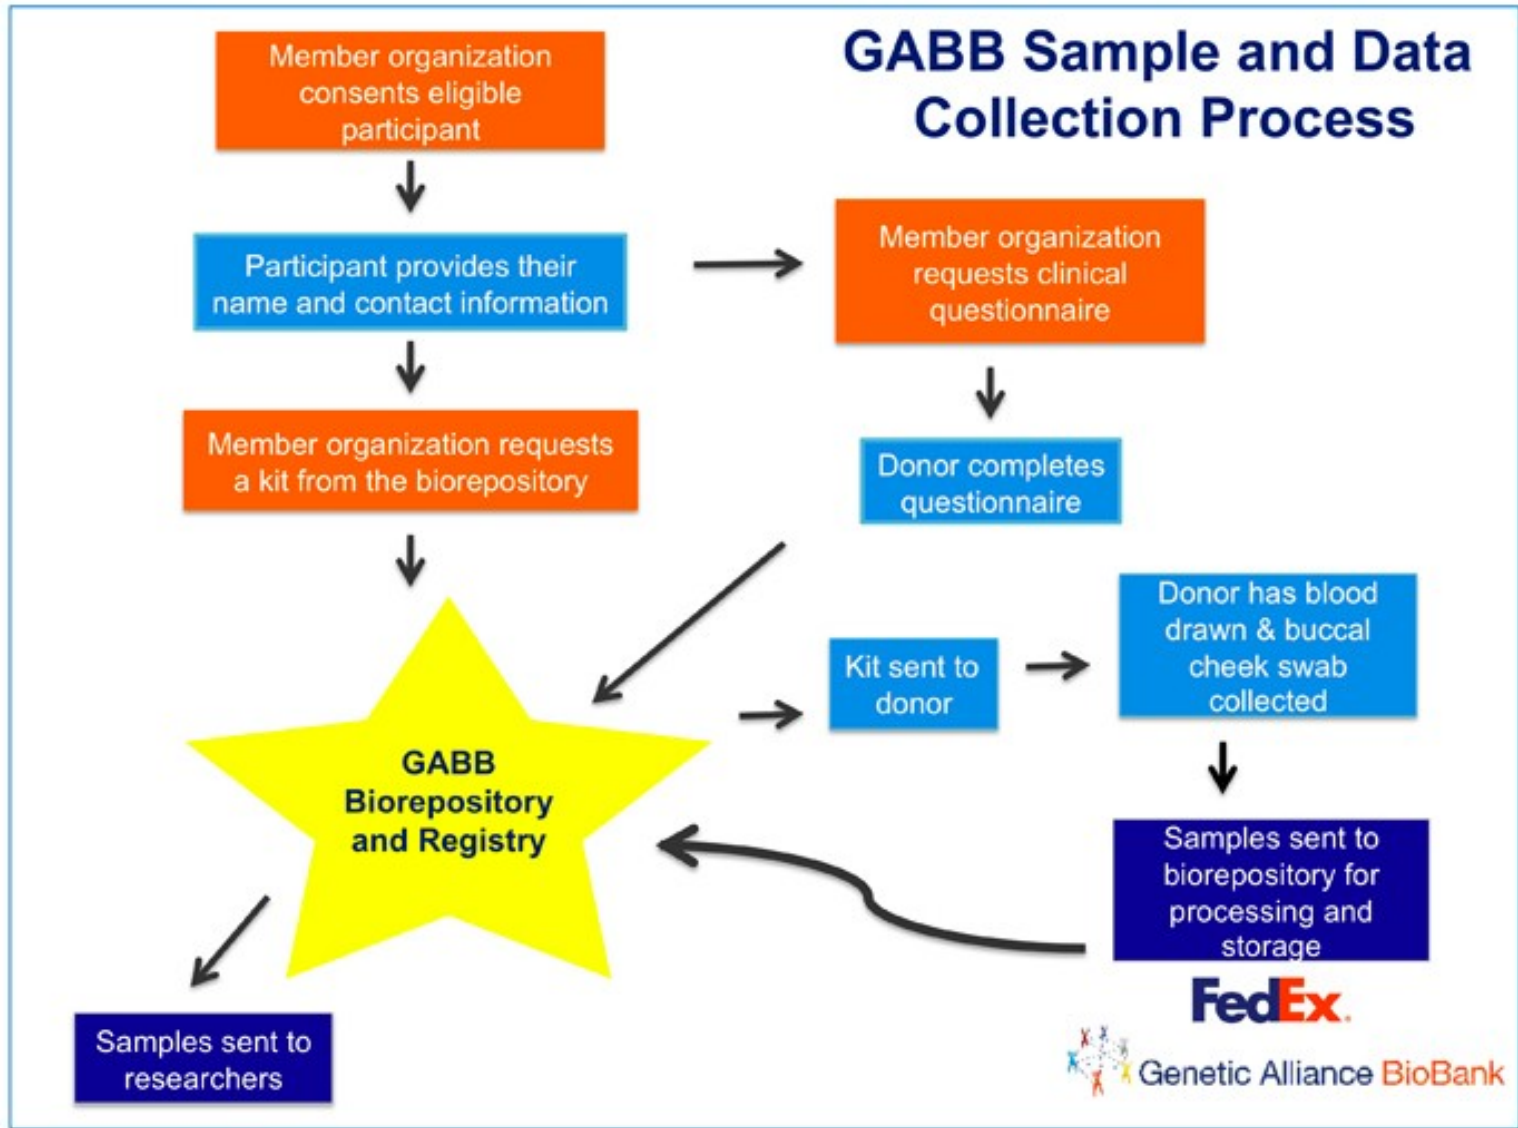 GABB Sample and Data
Collection Process
Member organization
consents eligible
participant
Participant provides their
name and contact information
Member organization
requests clinical
questionnaire
Member organization requests
a kit from the biorepository
Donor completes
questionnaire
Donor has blood
drawn & buccal
cheek swab
collected
Kit sent to
donor
GABB
Biorepository
and Registry
Samples sent to
biorepository for
processing and
storage
FedEx®
Samples sent to
researchers
Genetic Alliance BioBank